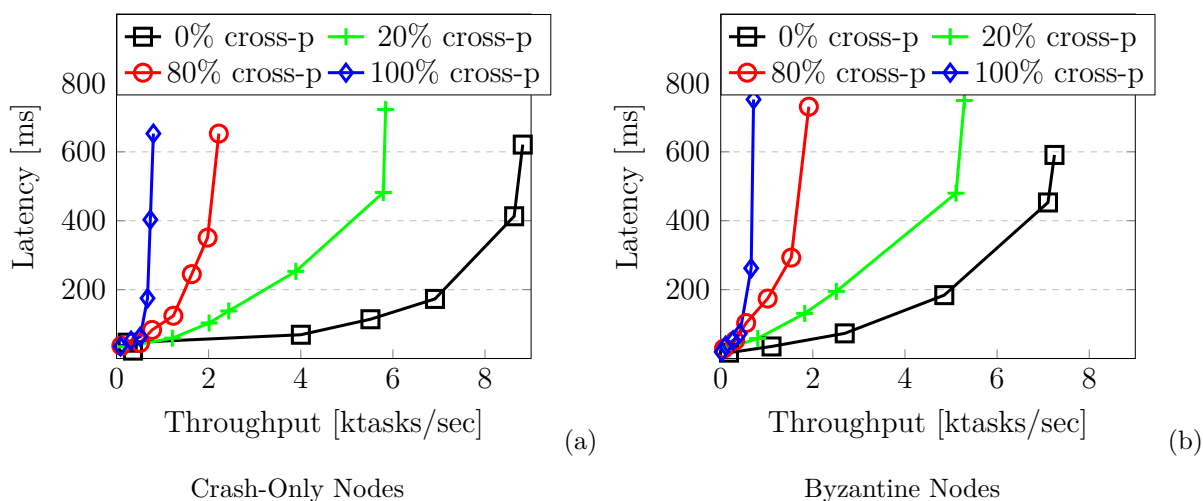 0% cross-p 20% cross-p
80% cross-p 100% cross-p
800
600
400
200
Latency [ms]
0 2 4 6 8
Throughput [ktasks/sec]
(a)
Crash-Only Nodes
0% cross-p 20% cross-p
80% cross-p 100% cross-p
800
600
400
200
Latency [ms]
0 2 4 6 8
Throughput [ktasks/sec]
(b)
Byzantine Nodes